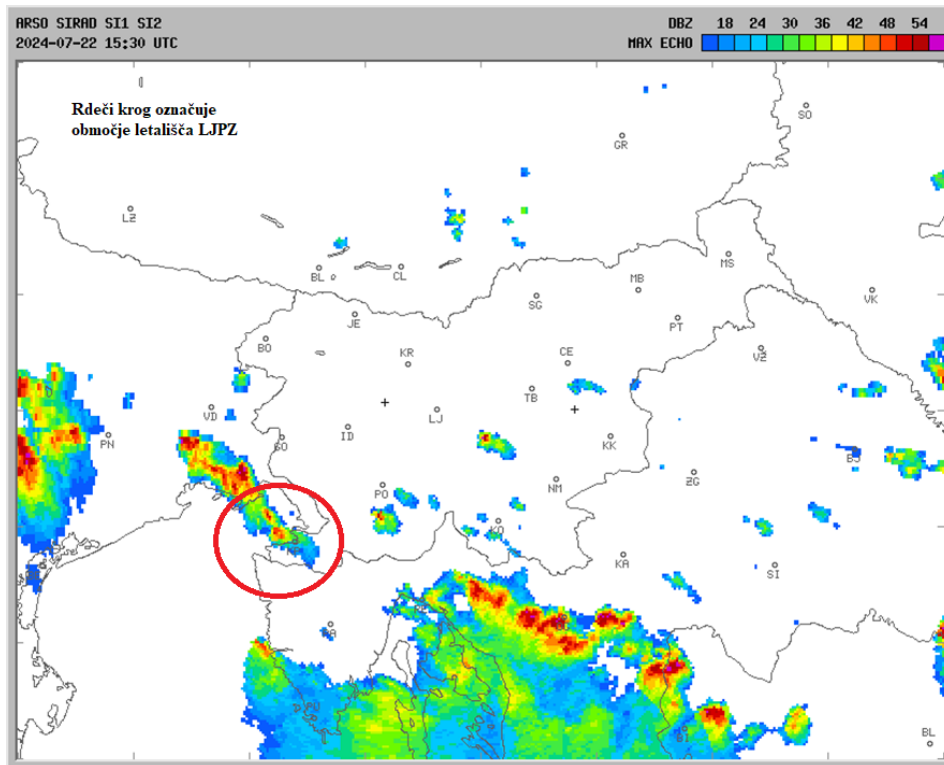 ARSO SIRAD SI1 SI2
2024-07-22 15:30 UTC
DBZ 18 24 30 36 42 48 54
MAX ECHO
Rdeči krog označuje
območje letališča LJPZ
SO
GR
LZ
MS
BL
CL
MB
VK
SG
JE
PT
BO
VŽ
KR
CE
TB
VD
LJ
ID
GO
PN
KK
BJ
ZG
PO
NM
KO
KA
SI
PA
BL